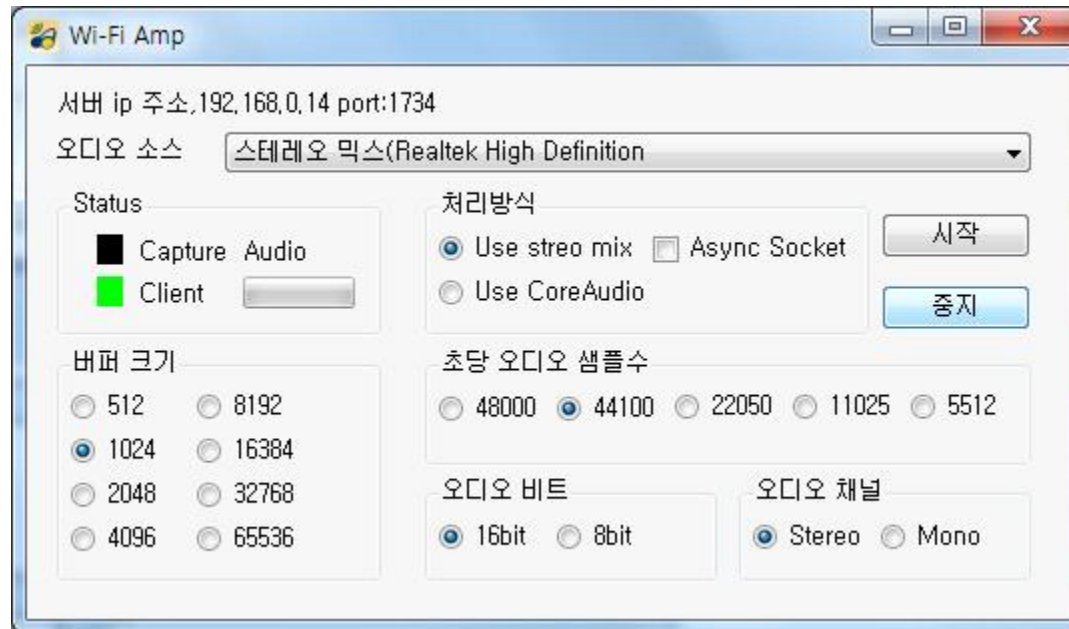 Wi-Fi Amp
서버 ip 주소,192,168,0,14 port:1734
오디오 소스 스테레오 믹스(Realtek High Definition
Status
Capture Audio
Client
처리방식
Use streo mix Async Socket
Use CoreAudio
시작
중지
버퍼 크기
512 8192
1024 16384
2048 32768
4096 65536
초당 오디오 샘플수
48000 44100 22050 11025 5512
오디오 비트
16bit 8bit
오디오 채널
Stereo Mono